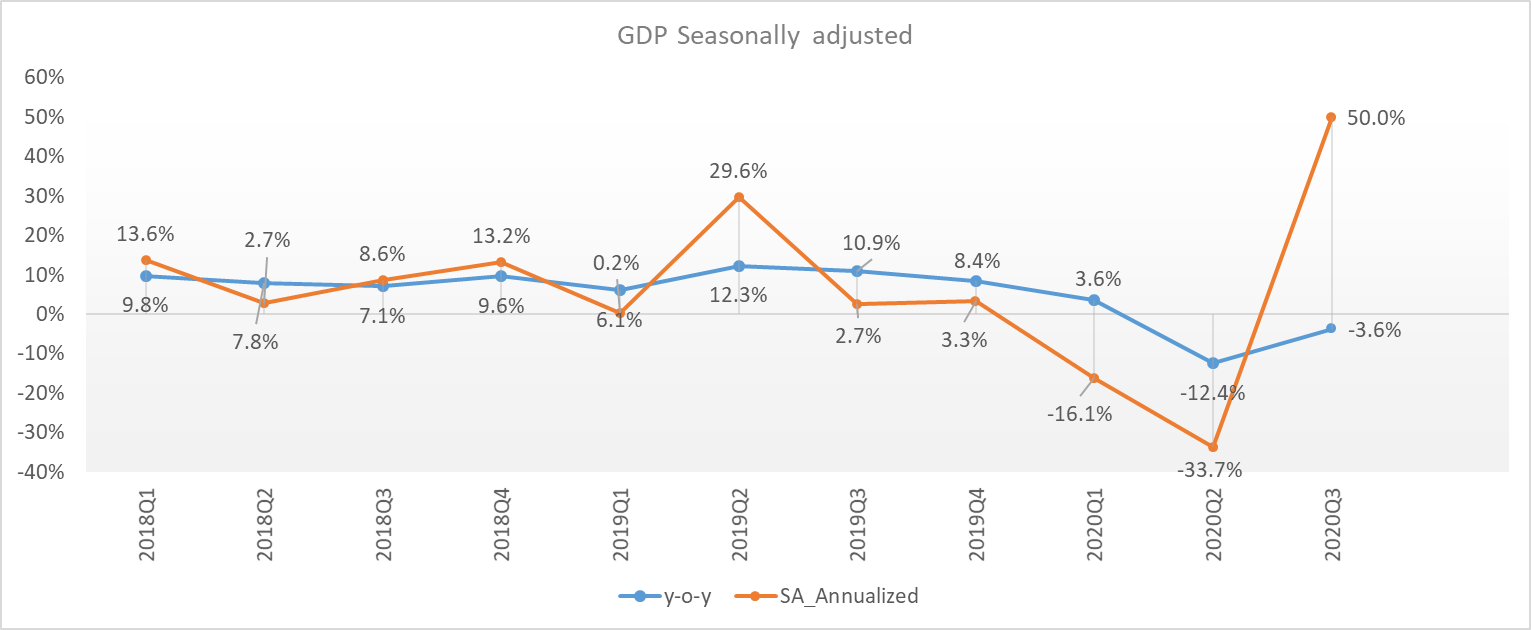 GDP Seasonally adjusted
60%
50%
40%
30%
20%
10%
0%
-10%
-20%
-30%
-40%
13.6%
2.7%
8.6%
13.2%
0.2%
29.6%
10.9%
8.4%
3.6%
50.0%
9.8%
7.8%
7.1%
9.6%
6.1%
12.3%
2.7%
3.3%
-16.1%
-12.4%
-33.7%
-3.6%
2018Q1
2018Q2
2018Q3
2018Q4
2019Q1
2019Q2
2019Q3
2019Q4
2020Q1
2020Q2
2020Q3
y-o-y
SA_Annualized